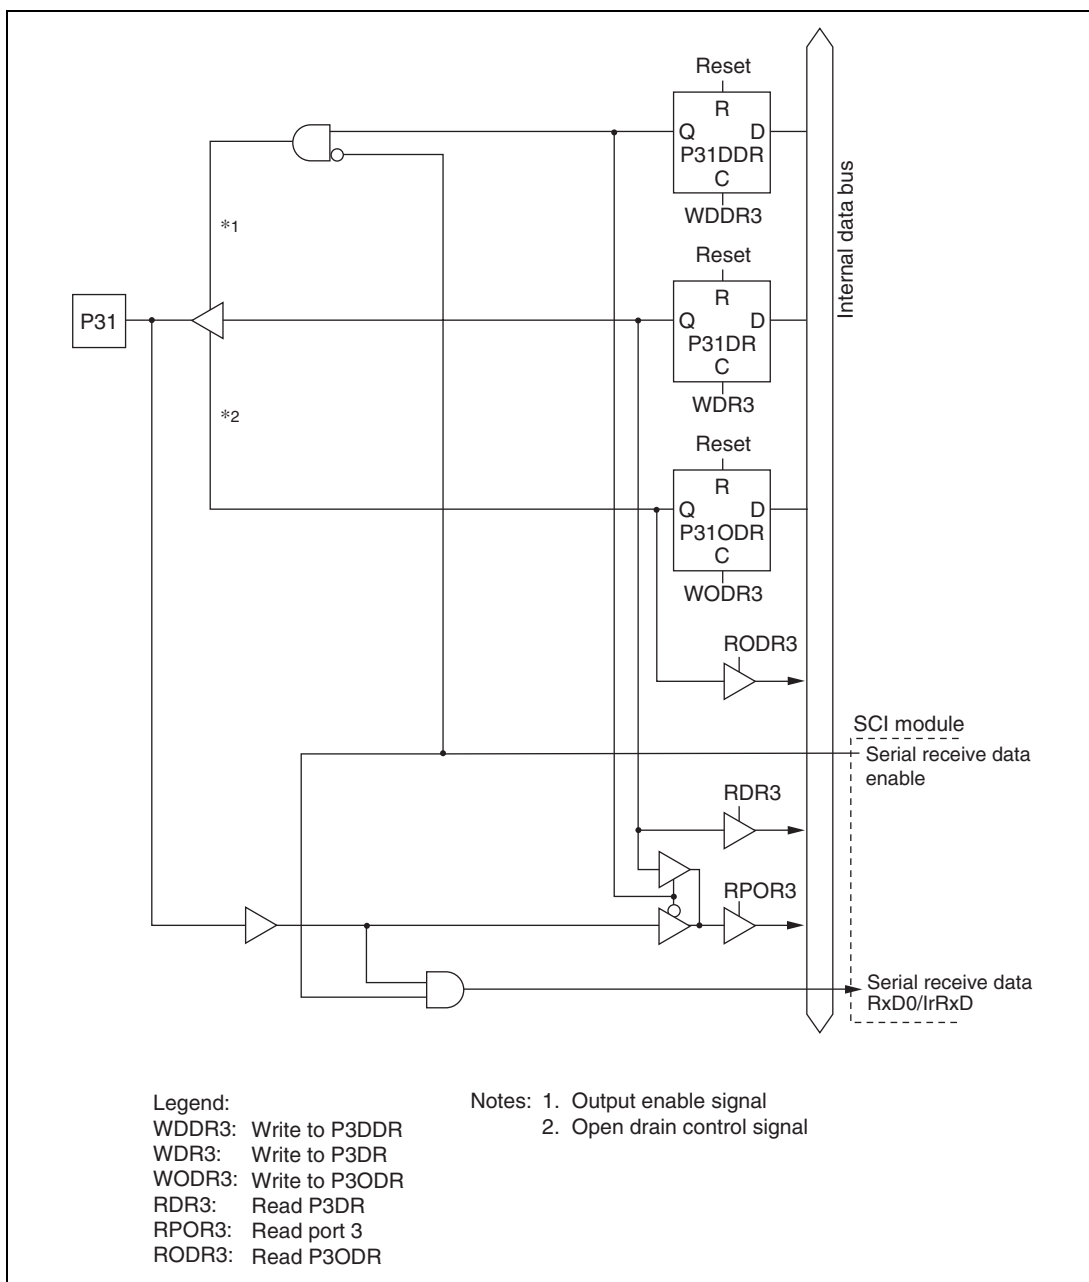 Reset
R
Q D
P31DDR
C
WDDR3
Internal data bus
*1
Reset
R
P31
Q D
P31DR
C
WDR3
*2
Reset
R
Q D
P31ODR
C
WODR3
RODR3
SCI module
Serial receive data
enable
RDR3
RPOR3
Serial receive data
RxD0/IrRxD
Legend:
WDDR3: Write to P3DDR
WDR3: Write to P3DR
WODR3: Write to P3ODR
RDR3: Read P3DR
RPOR3: Read port 3
RODR3: Read P3ODR
Notes: 1. Output enable signal
2. Open drain control signal